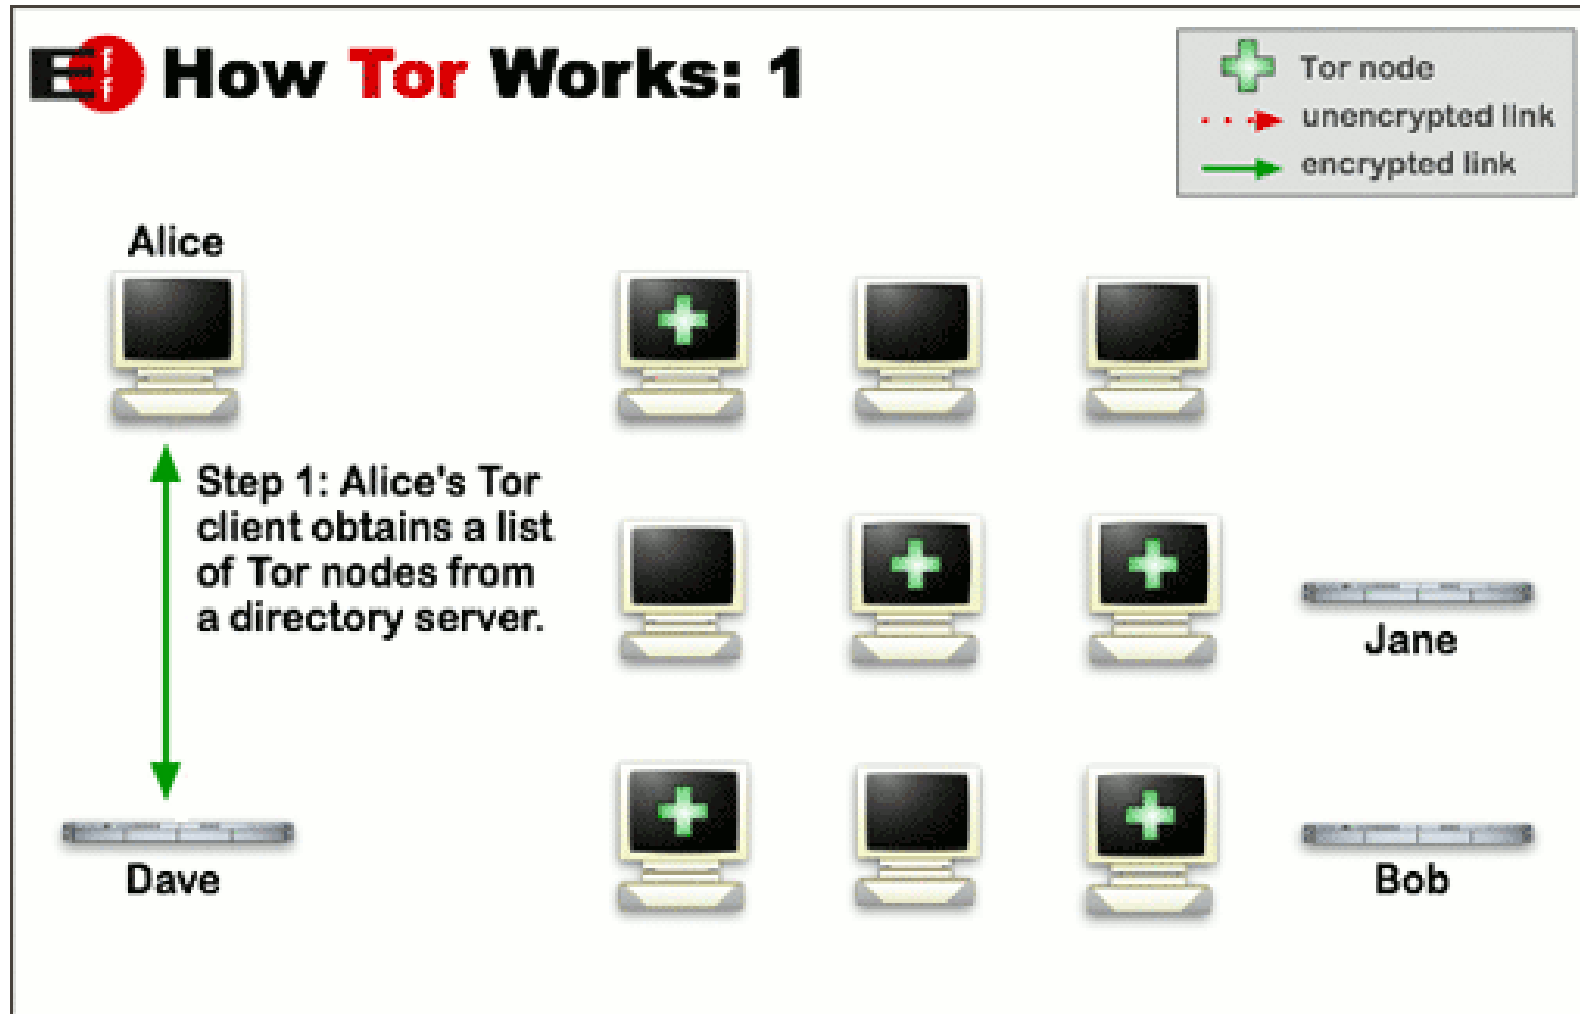 EFF How Tor Works: 1
Tor node
unencrypted link
encrypted link
Alice
Step 1: Alice's Tor
client obtains a list
of Tor nodes from
a directory server.
Jane
Dave
Bob